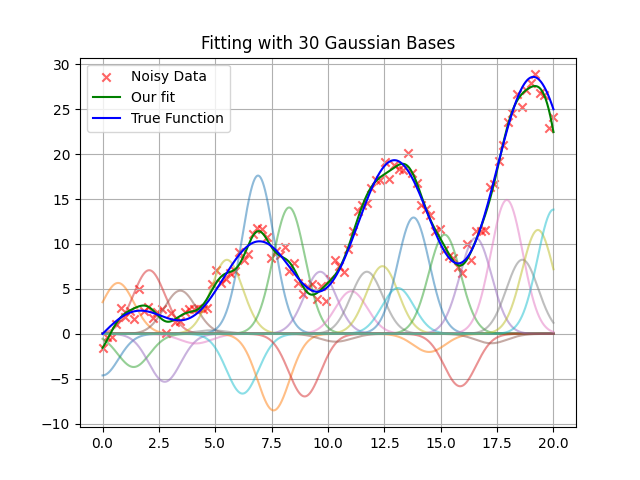 Fitting with 30 Gaussian Bases
30
25
20
15
10
5
0
−5
−10
Noisy Data
Our fit
True Function
0.0 2.5 5.0 7.5 10.0 12.5 15.0 17.5 20.0